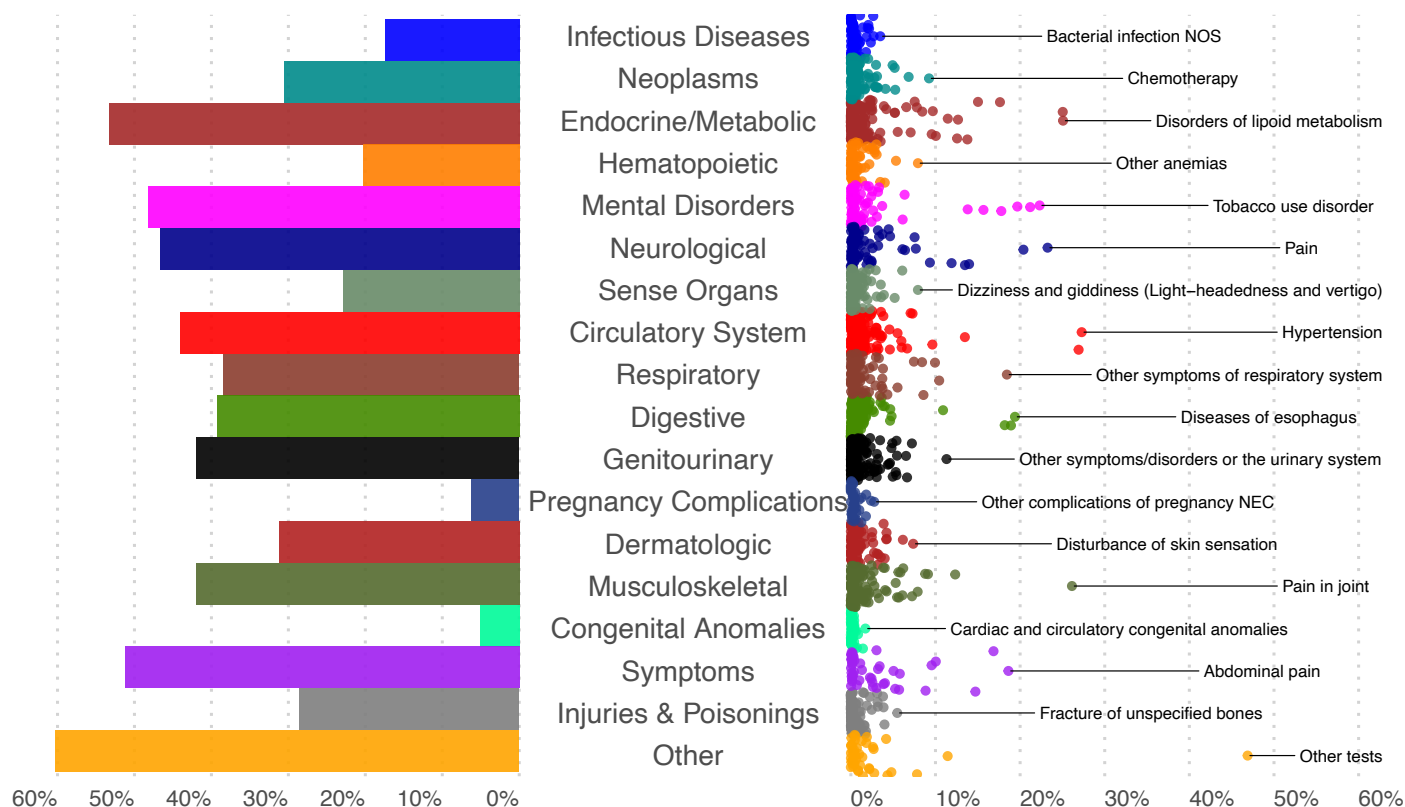 Infectious Diseases
Bacterial infection NOS
Neoplasms
Chemotherapy
Endocrine/Metabolic
Disorders of lipoid metabolism
Hematopoietic
Other anemias
Mental Disorders
Tobacco use disorder
Neurological
Pain
Sense Organs
Dizziness and giddiness (Light−headedness and vertigo)
Circulatory System
Hypertension
Respiratory
Other symptoms of respiratory system
Digestive
Diseases of esophagus
Genitourinary
Other symptoms/disorders or the urinary system
Pregnancy Complications
Other complications of pregnancy NEC
Dermatologic
Disturbance of skin sensation
Musculoskeletal
Pain in joint
Congenital Anomalies
Cardiac and circulatory congenital anomalies
Symptoms
Abdominal pain
Injuries & Poisonings
Fracture of unspecified bones
Other
Other tests
60% 50% 40% 30% 20% 10% 0%
0% 10% 20% 30% 40% 50% 60%